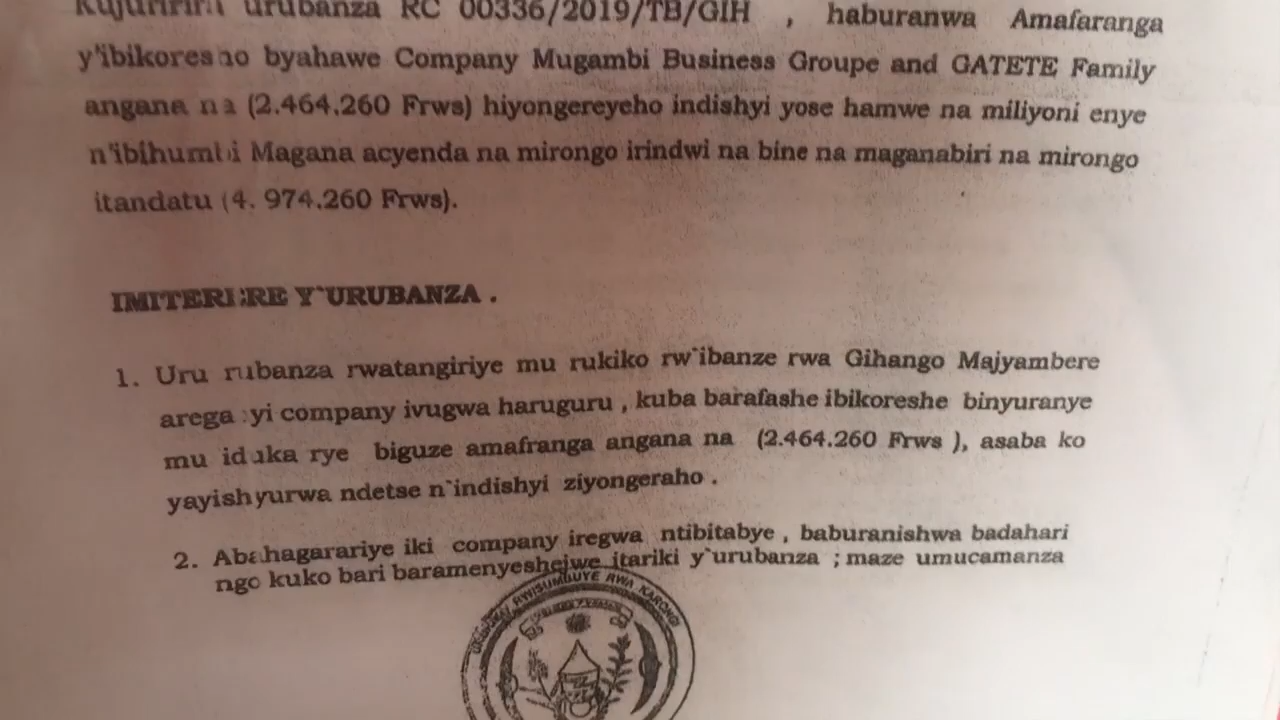 Kujuririra urubanza RC 00336/2019/TB/GIH , haburanwa Amafaranga
y'ibikoresho byahawe Company Mugambi Business Groupe and GATETE Family
angana na (2.464.260 Frws) hiyongereyeho indishyi yose hamwe na miliyoni enye
n'ibihumbi Magana acyenda na mirongo irindwi na bine na maganabiri na mirongo
itandatu (4. 974.260 Frws).
IMITERERE Y`URUBANZA .
1. Uru rubanza rwatangiriye mu rukiko rw`ibanze rwa Gihango Majyambere
arega iyi company ivugwa haruguru , kuba barafashe ibikoreshe binyuranye
mu iduka rye biguze amafranga angana na (2.464.260 Frws ), asaba ko
yayishyurwa ndetse n`indishyi ziyongeraho .
2. Abahagarariye iki company iregwa ntibitabye , baburanishwa badahari
ngo kuko bari baramenyeshejwe itariki y`urubanza ; maze umucamanza
RWISUMBUYE RWA KARONGI